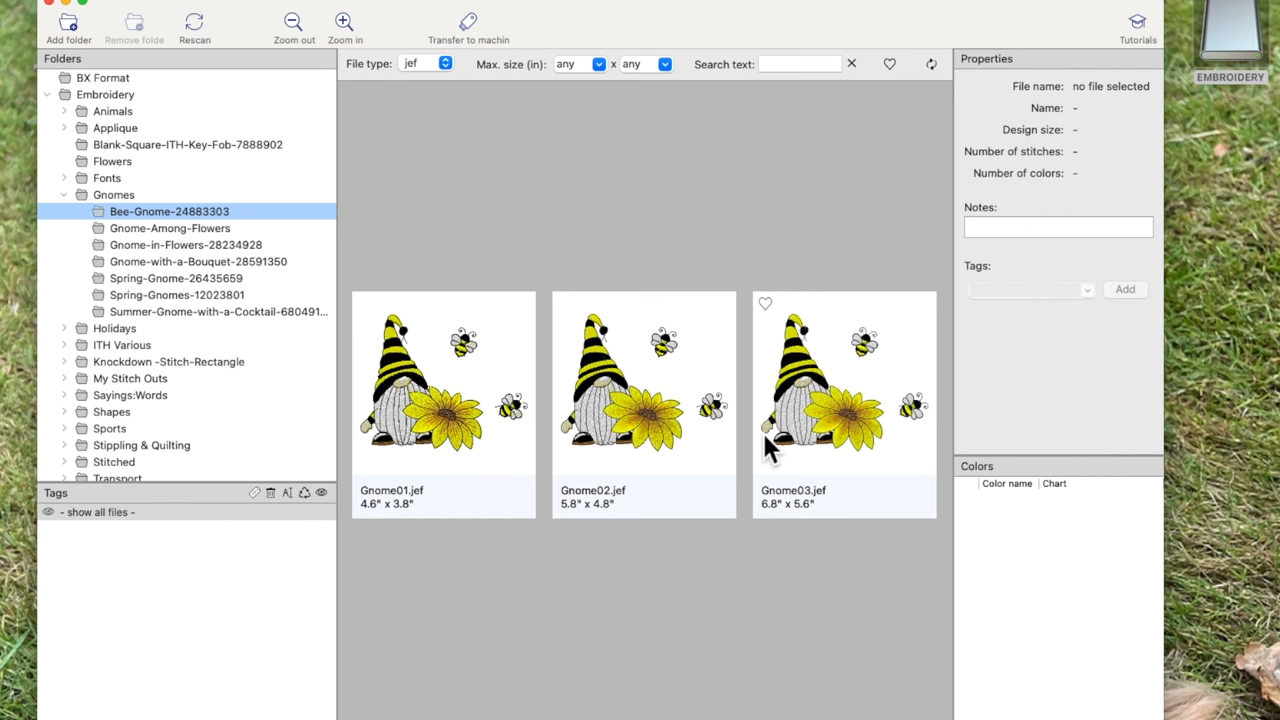 Add folder
Remove folde
Rescan
Zoom out
Zoom in
Transfer to machin
Tutorials
Folders
BX Format
Embroidery
Animals
Applique
Blank-Square-ITH-Key-Fob-7888902
Flowers
Fonts
Gnomes
Bee-Gnome-24883303
Gnome-Among-Flowers
Gnome-in-Flowers-28234928
Gnome-with-a-Bouquet-28591350
Spring-Gnome-26435659
Spring-Gnomes-12023801
Summer-Gnome-with-a-Cocktail-680491...
Holidays
ITH Various
Knockdown -Stitch-Rectangle
My Stitch Outs
Sayings:Words
Shapes
Sports
Stippling & Quilting
Stitched
Transport
Tags
- show all files -
File type: jef Max. size (in): any x any Search text:
Gnome01.jef
4.6" x 3.8"
Gnome02.jef
5.8" x 4.8"
Gnome03.jef
6.8" x 5.6"
Properties
File name: no file selected
Name: -
Design size: -
Number of stitches: -
Number of colors: -
Notes:
Tags:
Add
Colors
Color name Chart
EMBROIDERY